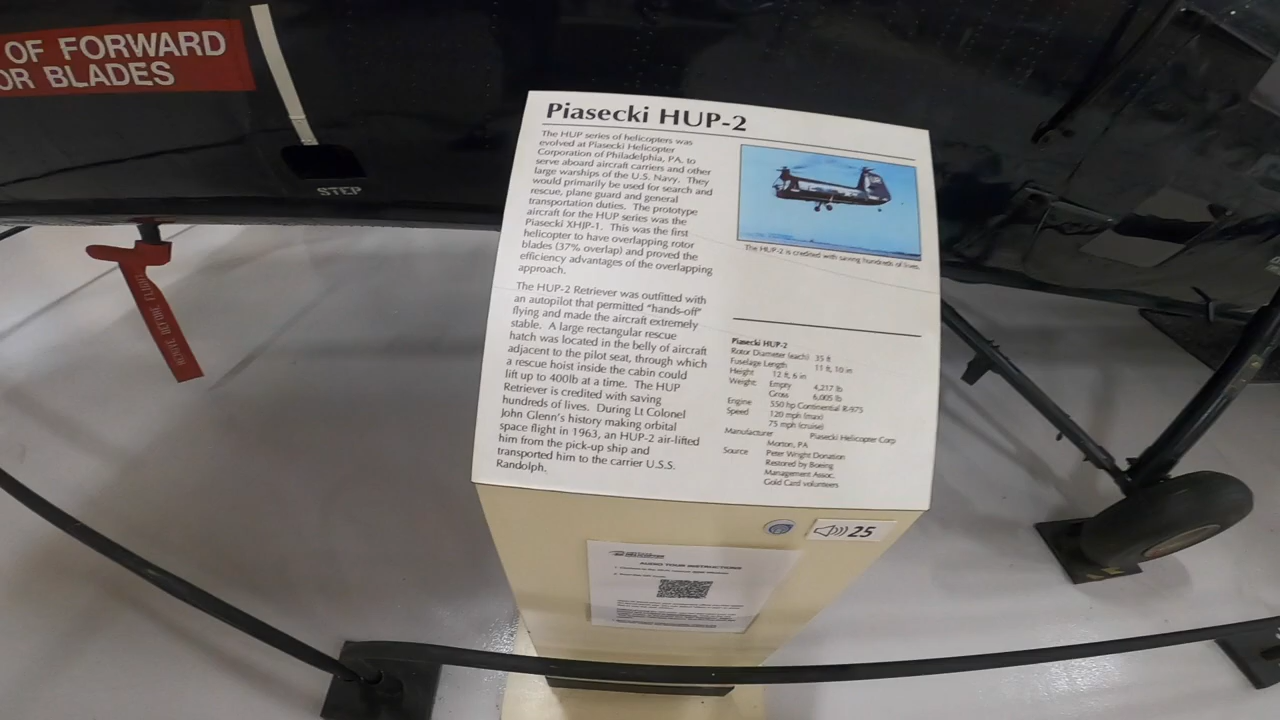 OF FORWARD
OR BLADES
STEP
REMOVE BEFORE FLIGHT
Piasecki HUP-2
The HUP series of helicopters was
evolved at Piasecki Helicopter
Corporation of Philadelphia, PA. to
serve aboard aircraft carriers and other
large warships of the U.S. Navy. They
would primarily be used for search and
rescue, plane guard and general
transportation duties. The prototype
aircraft for the HUP series was the
Piasecki XHJP-1. This was the first
helicopter to have overlapping rotor
blades (37% overlap) and proved the
efficiency advantages of the overlapping
approach.
The HUP-2 Retriever was outfitted with
an autopilot that permitted "hands-off"
flying and made the aircraft extremely
stable. A large rectangular rescue
hatch was located in the belly of aircraft
adjacent to the pilot seat, through which
a rescue hoist inside the cabin could
lift up to 400lb at a time. The HUP
Retriever is credited with saving
hundreds of lives. During Lt Colonel
John Glenn's history making orbital
space flight in 1963, an HUP-2 air-lifted
him from the pick-up ship and
transported him to the carrier U.S.S.
Randolph.
The HUP-2 is credited with saving hundreds of lives.
Piasecki HUP-2
Rotor Diameter (each) 35 ft
Fuselage Length 11 ft, 10 in
Height 12 ft, 6 in
Weight: Empty 4,217 lb
Gross 6,005 lb
Engine 550 hp Continental R-975
Speed 120 mph (max)
75 mph (cruise)
Manufacturer Piasecki Helicopter Corp
Morton, PA
Source Peter Wright Donation
Restored by Boeing
Management Assoc.
Gold Card volunteers
25
AUDIO TOUR INSTRUCTIONS